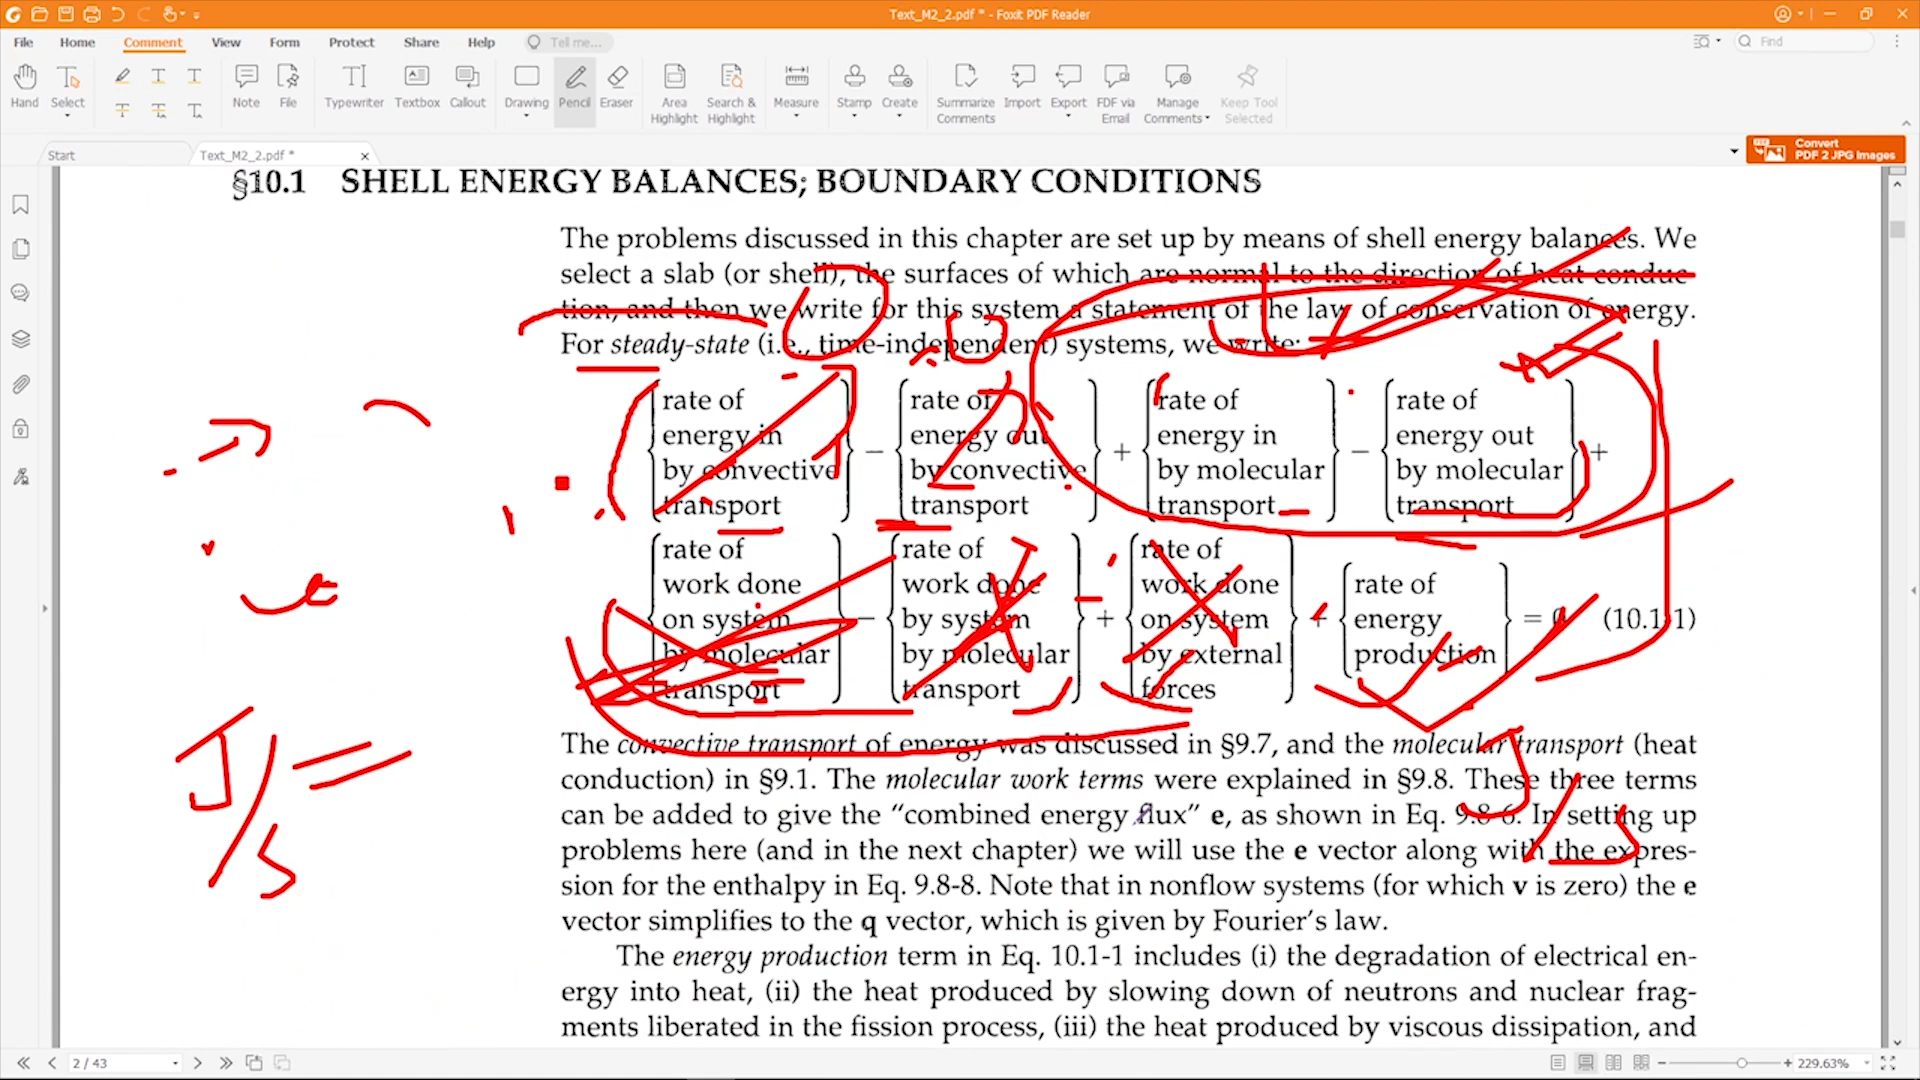 Text_M2_2.pdf * - Foxit PDF Reader
File Home Comment View Form Protect Share Help Tell me... Find
Hand Select Note File Typewriter Textbox Callout Drawing Pencil Eraser Area Highlight Search & Highlight Measure Stamp Create Summarize Comments Import Export FDF via Email Manage Comments Keep Tool Selected
Start Text_M2_2.pdf * Convert PDF 2 JPG Images
§10.1 SHELL ENERGY BALANCES; BOUNDARY CONDITIONS
The problems discussed in this chapter are set up by means of shell energy balances. We
select a slab (or shell), the surfaces of which are normal to the direction of heat conduc-
tion, and then we write for this system a statement of the law of conservation of energy.
For steady-state (i.e., time-independent) systems, we write:
rate of energy in by convective transport − rate of energy out by convective transport + rate of energy in by molecular transport − rate of energy out by molecular transport +
rate of work done on system by molecular transport − rate of work done by system by molecular transport + rate of work done on system by external forces + rate of energy production = 0 (10.1-1)
The convective transport of energy was discussed in §9.7, and the molecular transport (heat
conduction) in §9.1. The molecular work terms were explained in §9.8. These three terms
can be added to give the “combined energy flux” e, as shown in Eq. 9.8-6. In setting up
problems here (and in the next chapter) we will use the e vector along with the expres-
sion for the enthalpy in Eq. 9.8-8. Note that in nonflow systems (for which v is zero) the e
vector simplifies to the q vector, which is given by Fourier’s law.
The energy production term in Eq. 10.1-1 includes (i) the degradation of electrical en-
ergy into heat, (ii) the heat produced by slowing down of neutrons and nuclear frag-
ments liberated in the fission process, (iii) the heat produced by viscous dissipation, and
J/s =
J/s
2 / 43 229.63%